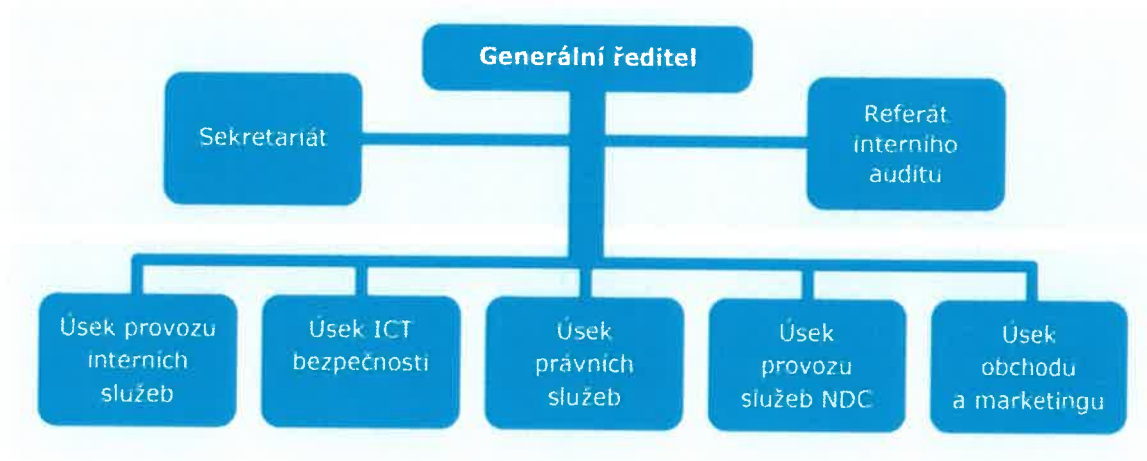 Generální ředitel
Sekretariát
Referát
interního
auditu
Úsek provozu
interních
služeb
Úsek ICT
bezpečnosti
Úsek
právních
služeb
Úsek
provozu
služeb NDC
Úsek
obchodu
a marketingu